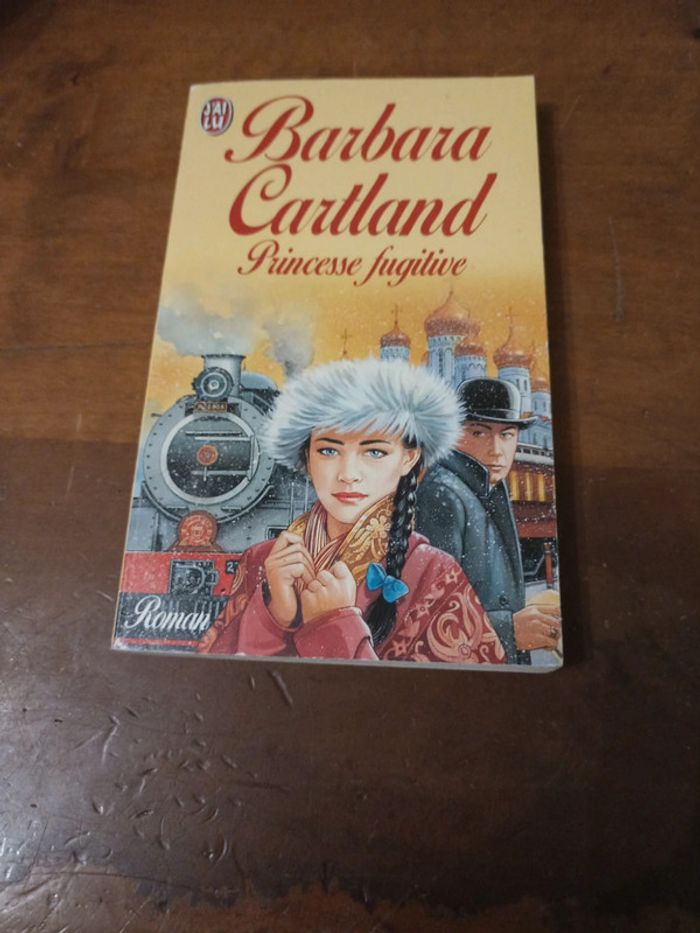 J'AI
LU
Barbara
Cartland
Princesse fugitive
Roman